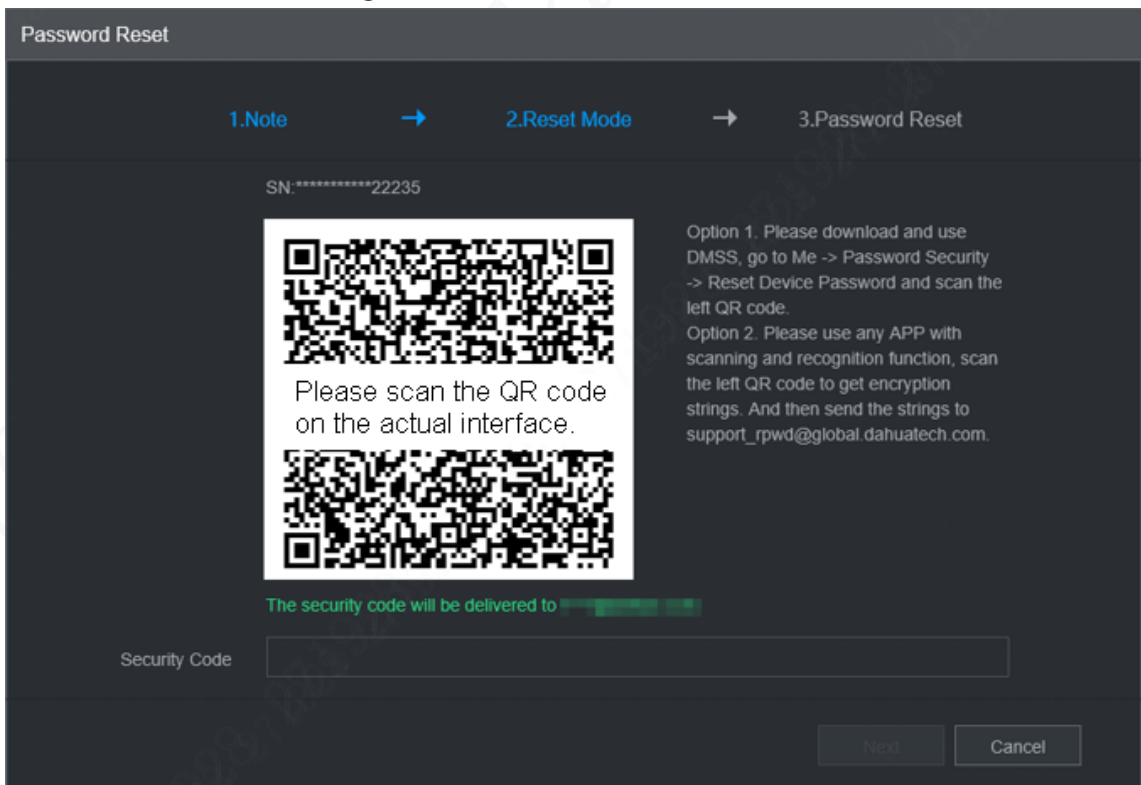 Password Reset
1.Note → 2.Reset Mode → 3.Password Reset
SN:***********22235
Please scan the QR code
on the actual interface.
Option 1. Please download and use
DMSS, go to Me -> Password Security
-> Reset Device Password and scan the
left QR code.
Option 2. Please use any APP with
scanning and recognition function, scan
the left QR code to get encryption
strings. And then send the strings to
support_rpwd@global.dahuatech.com.
The security code will be delivered to
Security Code
Next
Cancel